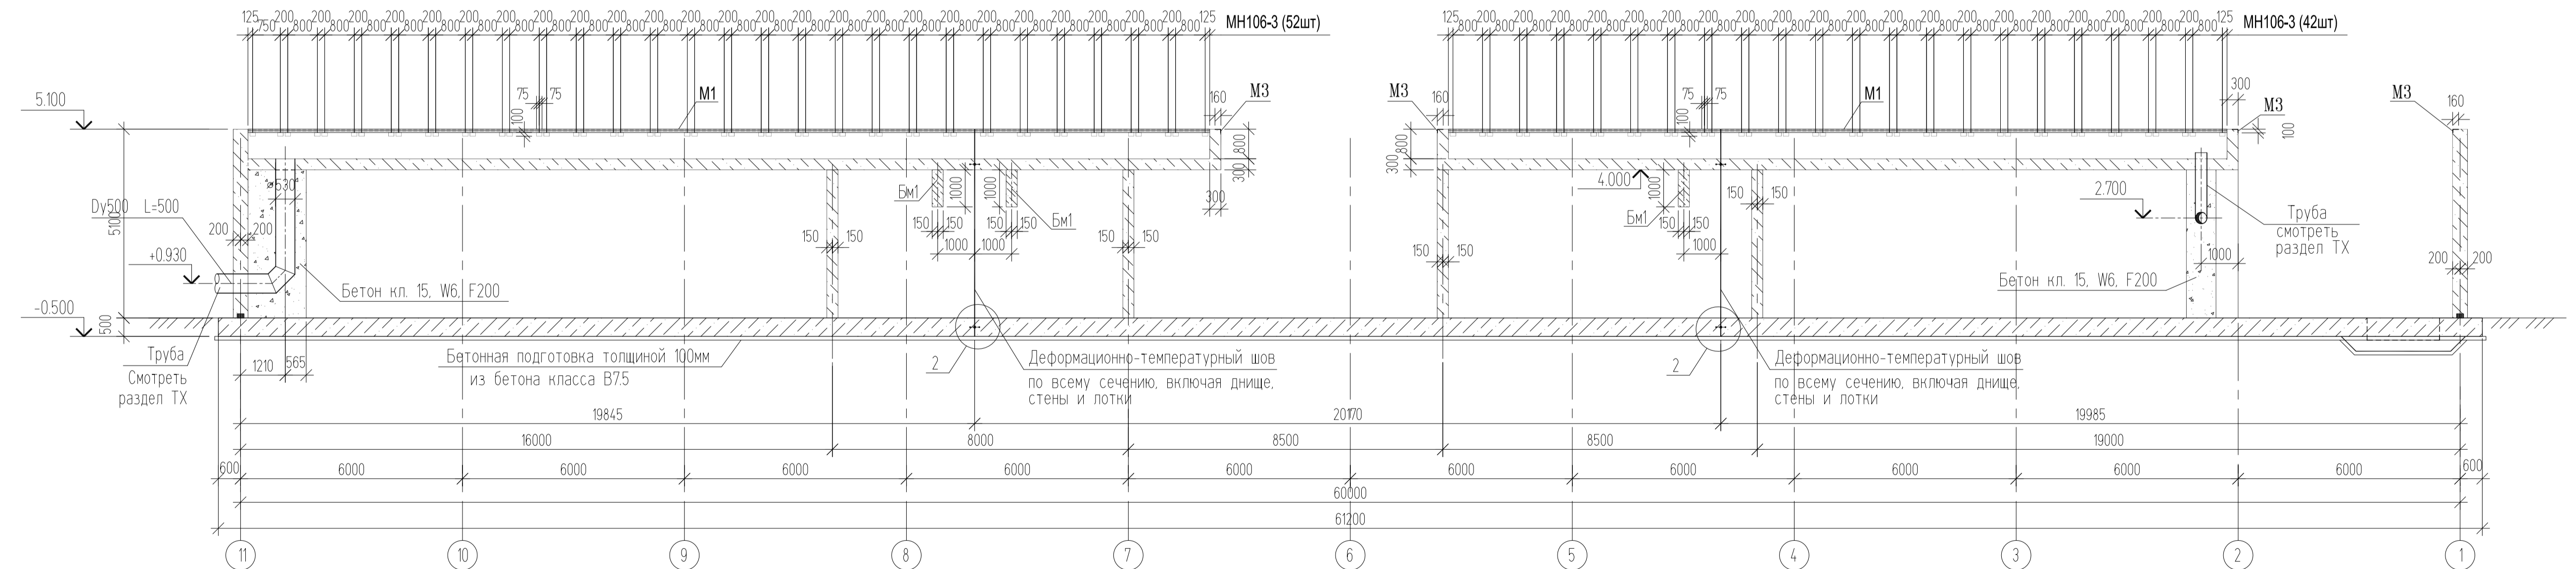 125 750 200 800 200 800 200 800 200 800 200 800 200 800 200 800 200 800 200 800 200 800 200 800 200 800 200 800 200 800 200 800 200 800 200 800 200 800 200 800 200 800 200 800 200 800 200 800 200 800 200 800 125 МН106-3 (52шт)
125 800 200 800 200 800 200 800 200 800 200 800 200 800 200 800 200 800 200 800 200 800 200 800 200 800 200 800 200 800 200 800 200 800 200 800 200 800 200 800 200 800 125 МН106-3 (42шт)
5.100
75 75
100
М1
160
М3
800
300
300
М3
160
800
300
75 75
100
М1
300
М3
100
М3
160
530
Dy500 L=500
5100
200 200
+0.930
-0.500
500
Бетон кл. 15, W6, F200
Труба
Смотреть
раздел ТХ
1210 565
Бм1
1000
1000
Бм1
150 150
150 150
150 150
1000 1000
150 150
150 150
4.000
1000
Бм1
150 150
1000
150 150
2.700
Труба
смотреть
раздел ТХ
1000
Бетон кл. 15, W6, F200
200 200
Бетонная подготовка толщиной 100мм
из бетона класса В7.5
2
Деформационно-температурный шов
по всему сечению, включая днище,
стены и лотки
2
Деформационно-температурный шов
по всему сечению, включая днище,
стены и лотки
19845 20170 19985
16000 8000 8500 8500 19000
600 6000 6000 6000 6000 6000 6000 6000 6000 6000 6000 600
60000
61200
11 10 9 8 7 6 5 4 3 2 1